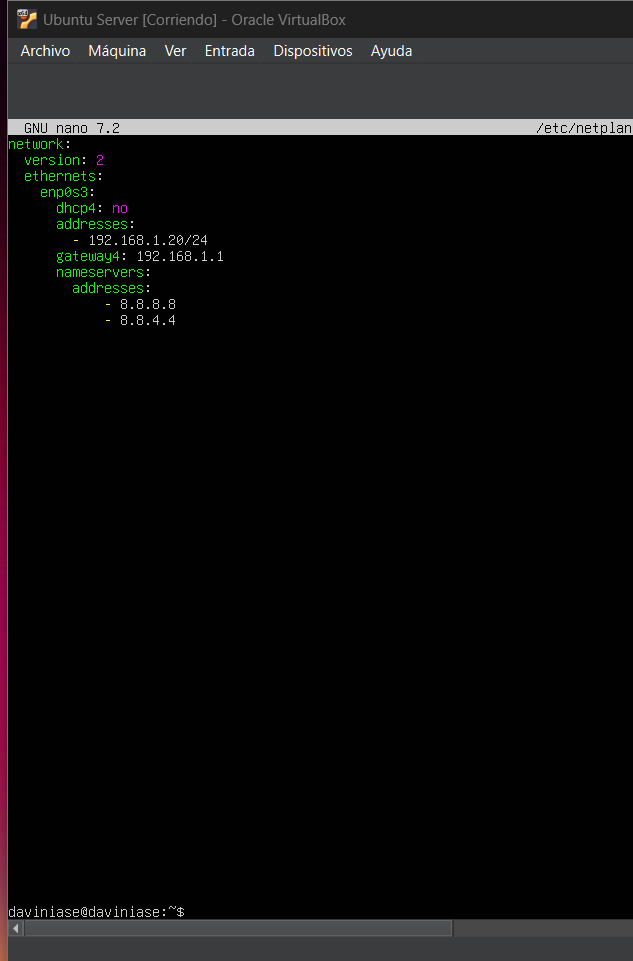 Ubuntu Server [Corriendo] - Oracle VirtualBox
Archivo Máquina Ver Entrada Dispositivos Ayuda
GNU nano 7.2 /etc/netplan
network:
  version: 2
  ethernets:
    enp0s3:
      dhcp4: no
      addresses:
        - 192.168.1.20/24
      gateway4: 192.168.1.1
      nameservers:
        addresses:
            - 8.8.8.8
            - 8.8.4.4
daviniase@daviniase:~$